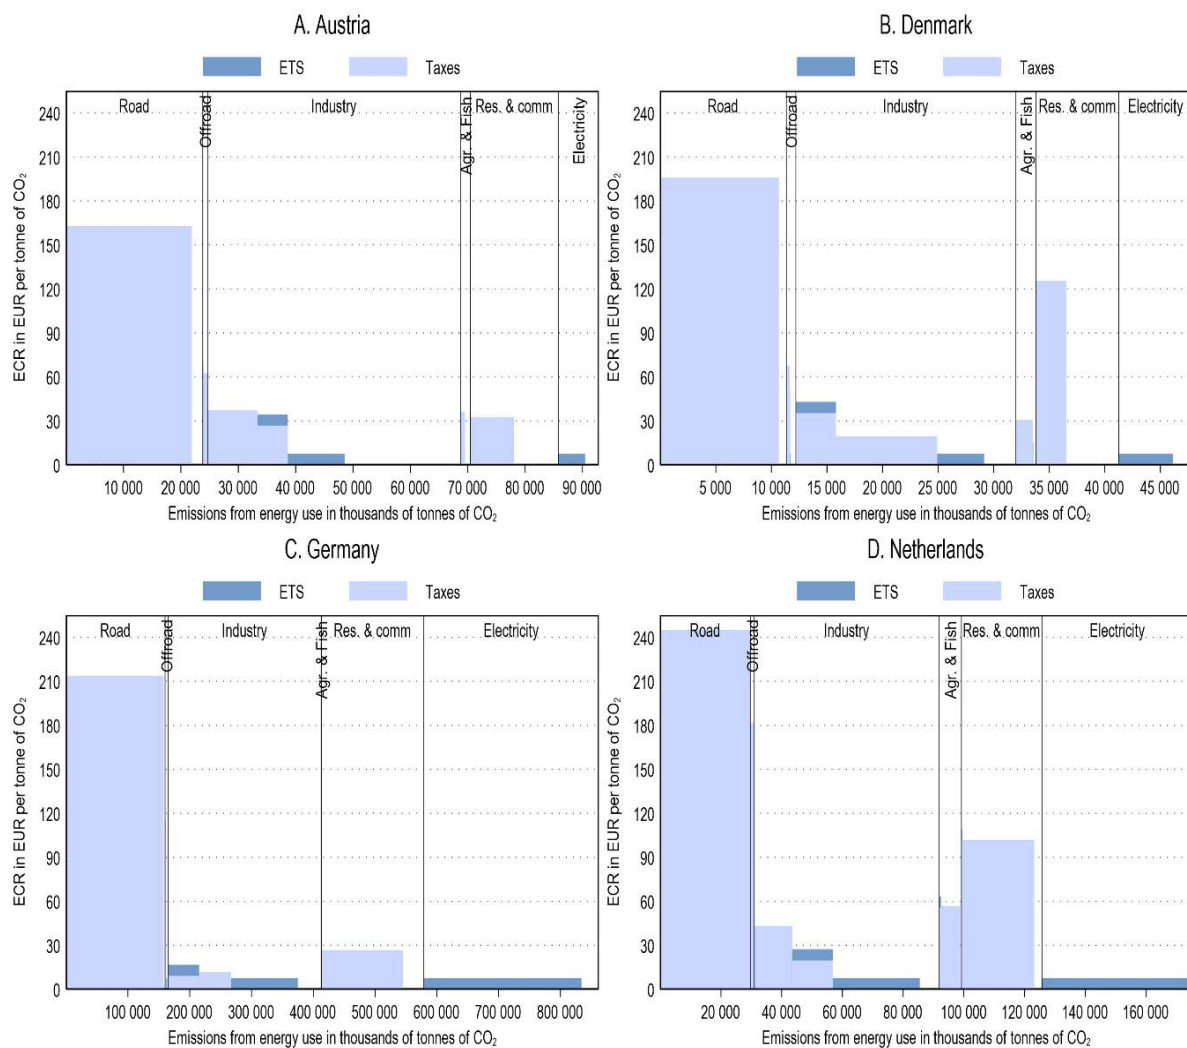 A. Austria
ETS Taxes
Road Offroad Industry Agr. & Fish Res. & comm Electricity
ECR in EUR per tonne of CO₂
240
210
180
150
120
90
60
30
0
10 000 20 000 30 000 40 000 50 000 60 000 70 000 80 000 90 000
Emissions from energy use in thousands of tonnes of CO₂
B. Denmark
ETS Taxes
Road Offroad Industry Agr. & Fish Res. & comm Electricity
ECR in EUR per tonne of CO₂
240
210
180
150
120
90
60
30
0
5 000 10 000 15 000 20 000 25 000 30 000 35 000 40 000 45 000
Emissions from energy use in thousands of tonnes of CO₂
C. Germany
ETS Taxes
Road Offroad Industry Agr. & Fish Res. & comm Electricity
ECR in EUR per tonne of CO₂
240
210
180
150
120
90
60
30
0
100 000 200 000 300 000 400 000 500 000 600 000 700 000 800 000
Emissions from energy use in thousands of tonnes of CO₂
D. Netherlands
ETS Taxes
Road Offroad Industry Agr. & Fish Res. & comm Electricity
ECR in EUR per tonne of CO₂
240
210
180
150
120
90
60
30
0
20 000 40 000 60 000 80 000 100 000 120 000 140 000 160 000
Emissions from energy use in thousands of tonnes of CO₂